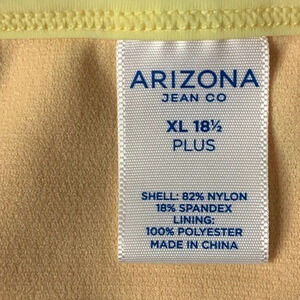 ARIZONA
JEAN CO
XL 18½
PLUS
SHELL: 82% NYLON
18% SPANDEX
LINING:
100% POLYESTER
MADE IN CHINA